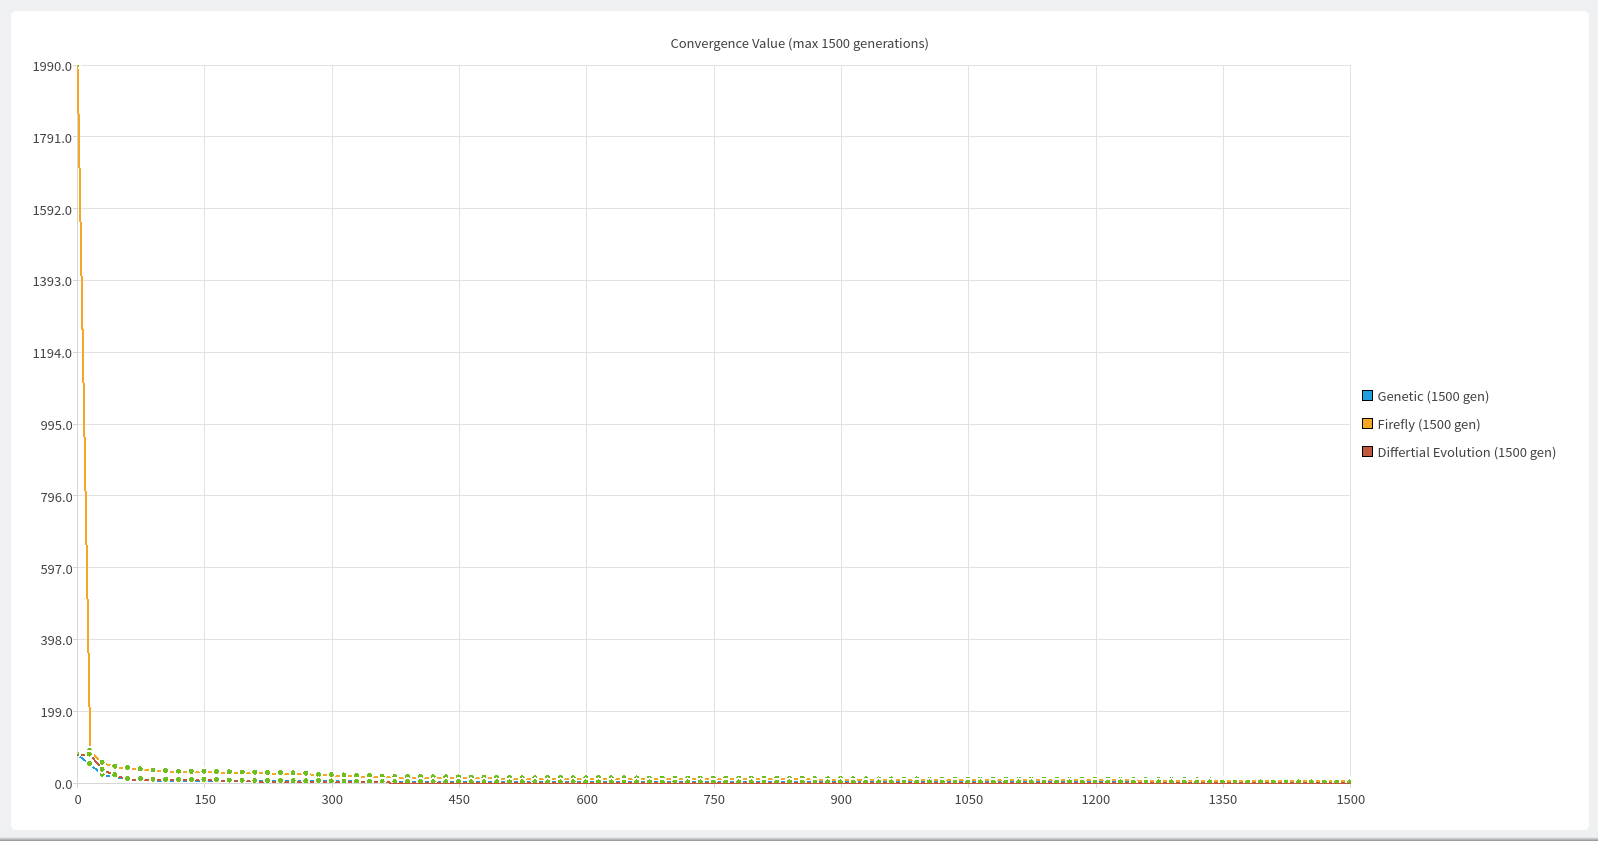 Convergence Value (max 1500 generations)
1990.0
1791.0
1592.0
1393.0
1194.0
995.0
796.0
597.0
398.0
199.0
0.0
0 150 300 450 600 750 900 1050 1200 1350 1500
Genetic (1500 gen)
Firefly (1500 gen)
Differtial Evolution (1500 gen)